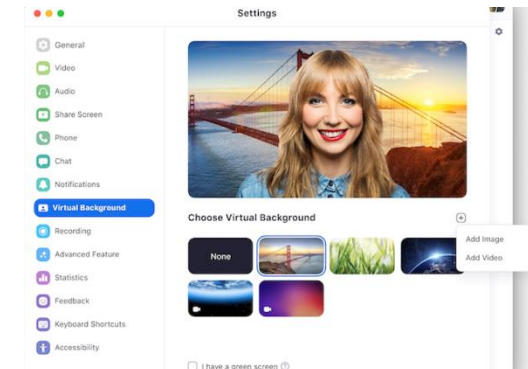 Settings
General
Video
Audio
Share Screen
Phone
Chat
Notifications
Virtual Background
Recording
Advanced Feature
Statistics
Feedback
Keyboard Shortcuts
Accessibility
Choose Virtual Background
Add Image
Add Video
None
I have a green screen